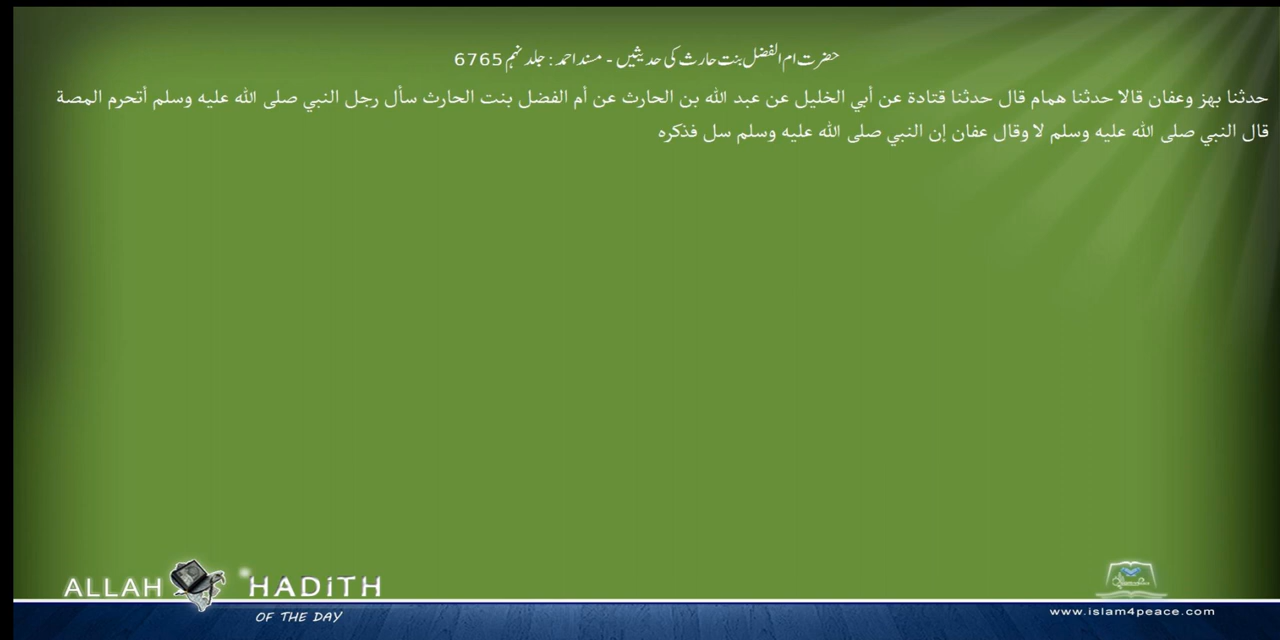 حضرت ام الفضل بنت حارث کی حدیثیں - مسند احمد : جلد نہم 6765
حدثنا بهز وعفان قالا حدثنا همام قال حدثنا قتادة عن أبي الخليل عن عبد الله بن الحارث عن أم الفضل بنت الحارث سأل رجل النبي صلى الله عليه وسلم أتحرم المصة
قال النبي صلى الله عليه وسلم لا وقال عفان إن النبي صلى الله عليه وسلم سل فذكره
ALLAH HADITH
OF THE DAY
www.islam4peace.com